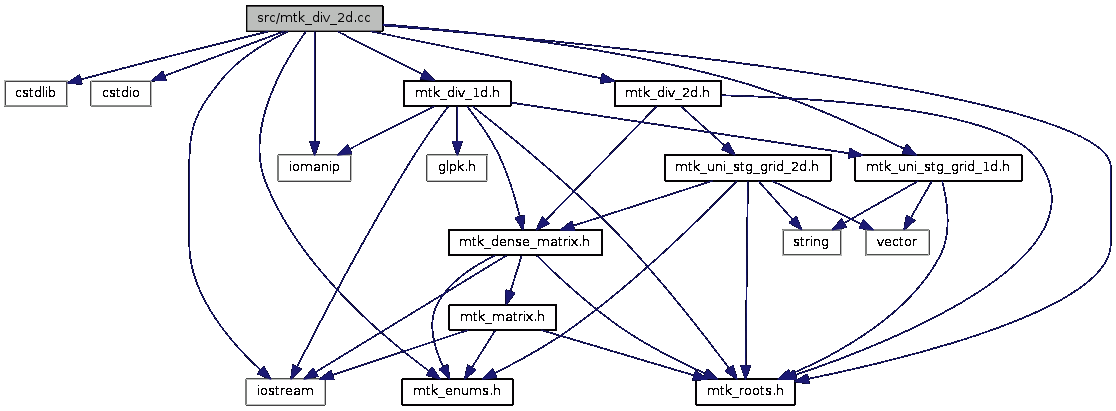 src/mtk_div_2d.cc
cstdlib
cstdio
mtk_div_1d.h
mtk_div_2d.h
iomanip
glpk.h
mtk_uni_stg_grid_2d.h
mtk_uni_stg_grid_1d.h
mtk_dense_matrix.h
string
vector
mtk_matrix.h
iostream
mtk_enums.h
mtk_roots.h